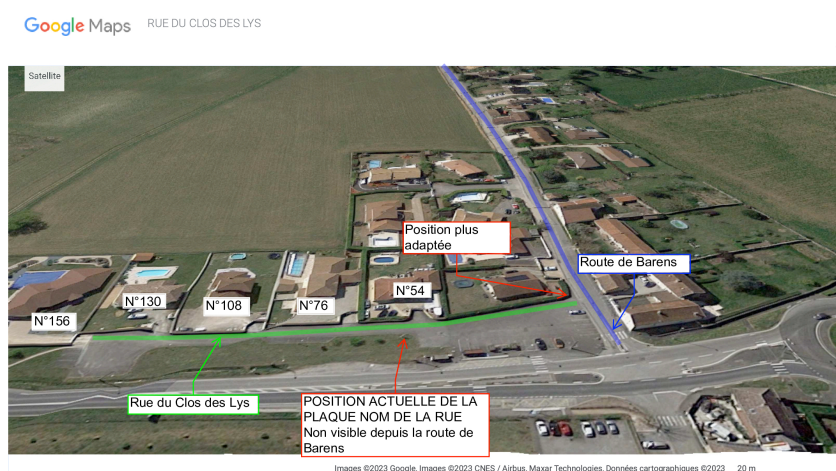 Google Maps
RUE DU CLOS DES LYS
Satellite
Position plus
adaptée
Route de Barens
N°54
N°76
N°108
N°130
N°156
Rue du Clos des Lys
POSITION ACTUELLE DE LA
PLAQUE NOM DE LA RUE
Non visible depuis la route de
Barens
Images ©2023 Google, Images ©2023 CNES / Airbus, Maxar Technologies, Données cartographiques ©2023 20 m